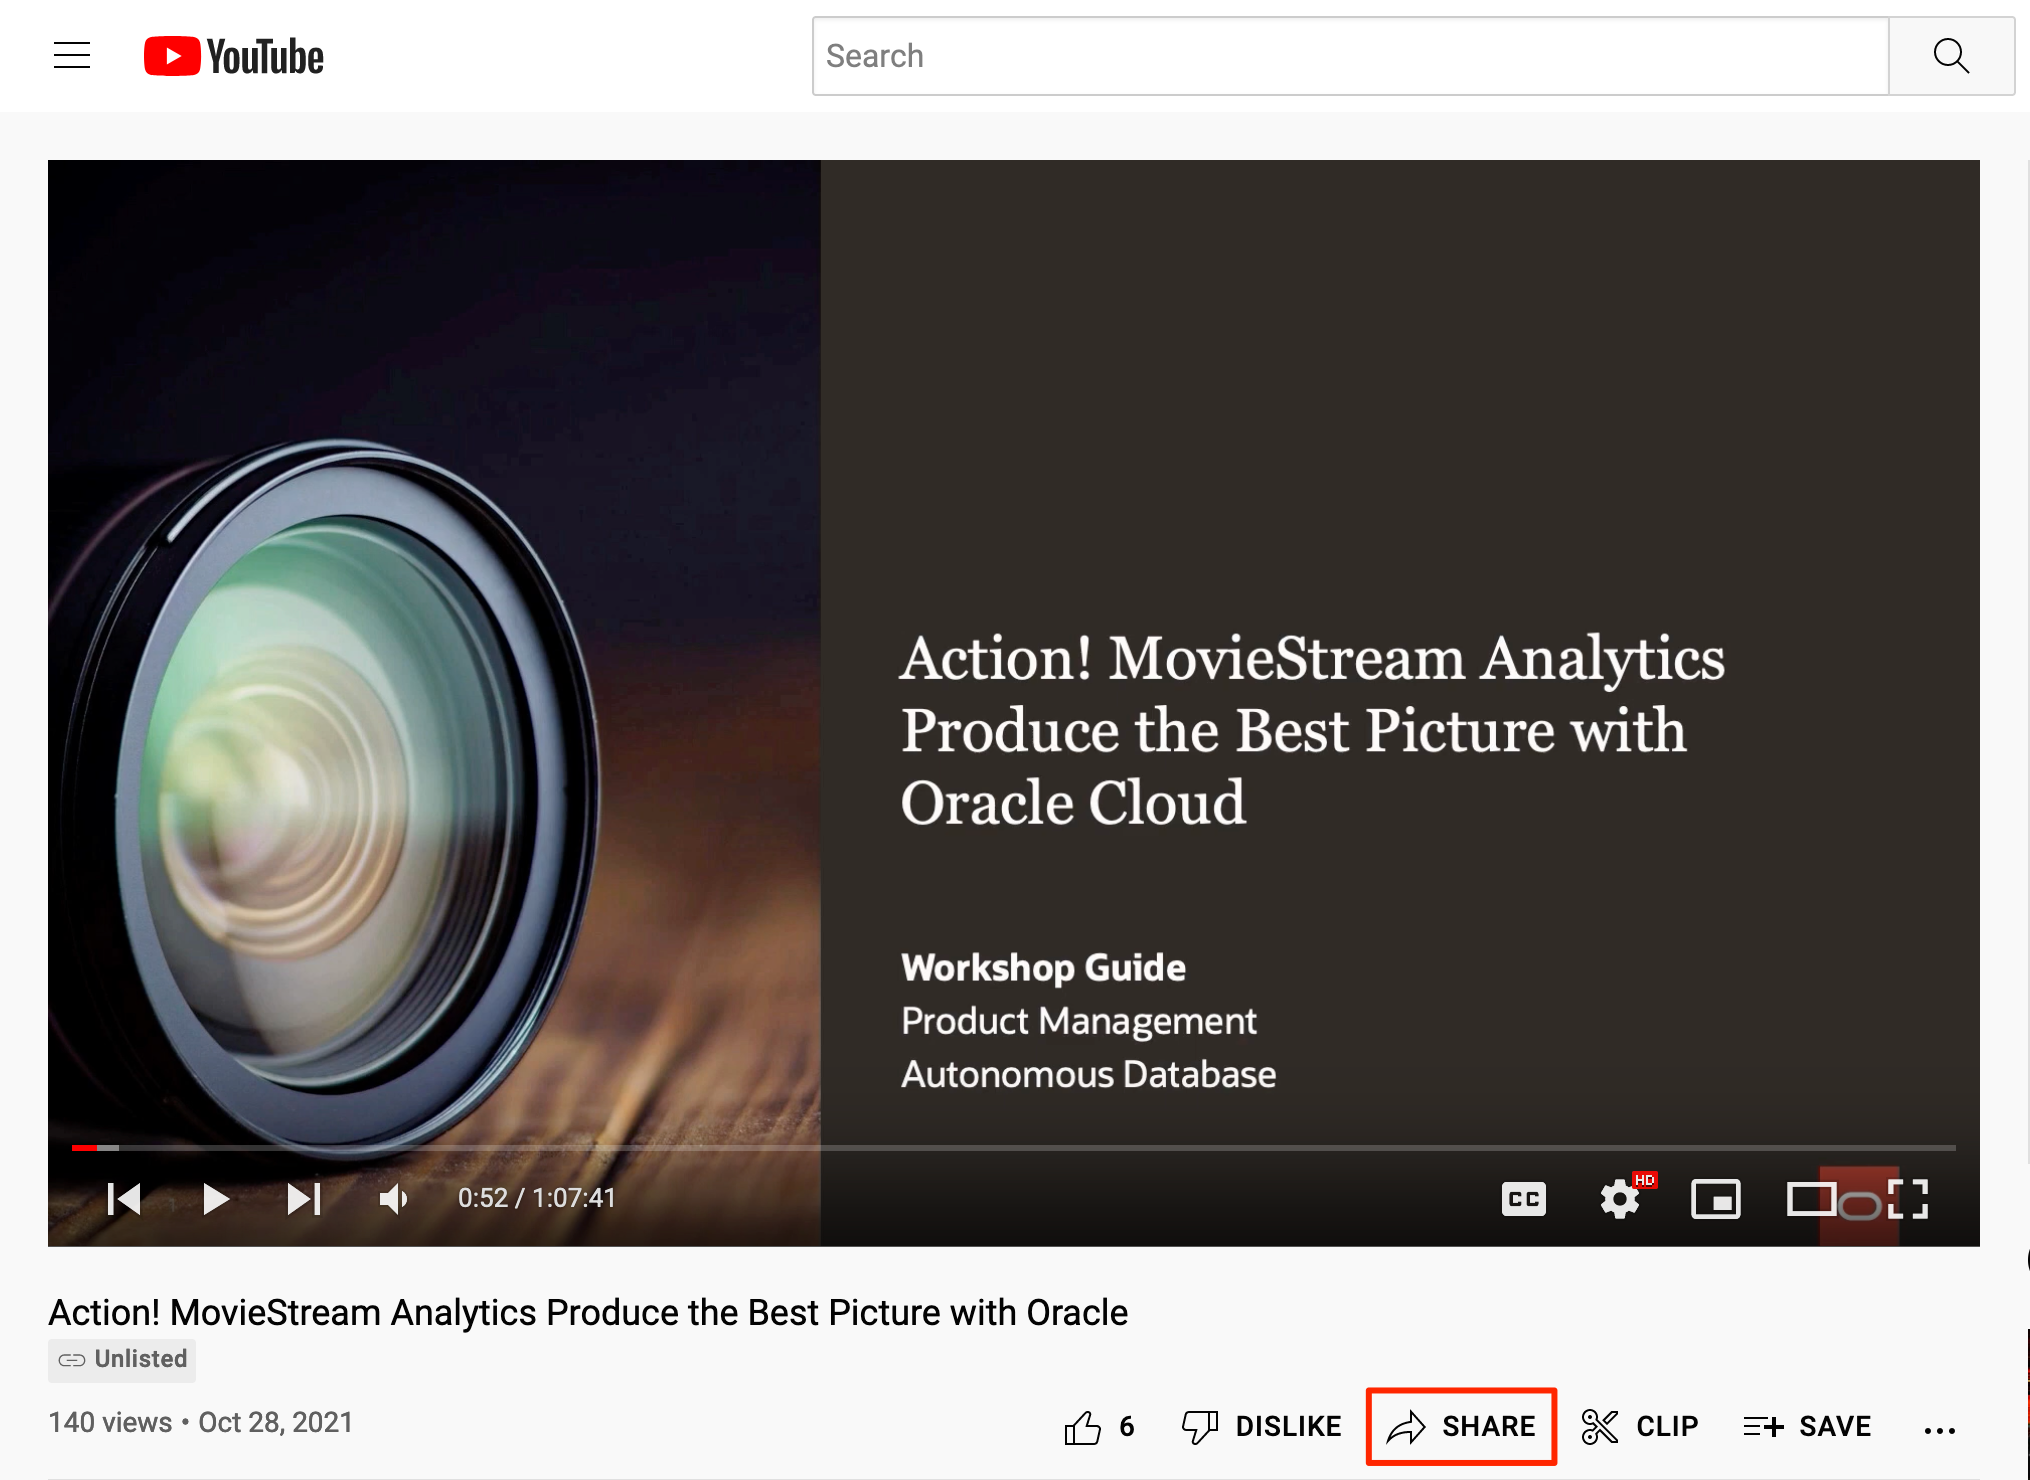 YouTube
Search
Action! MovieStream Analytics
Produce the Best Picture with
Oracle Cloud
Workshop Guide
Product Management
Autonomous Database
0:52 / 1:07:41
CC
HD
Action! MovieStream Analytics Produce the Best Picture with Oracle
Unlisted
140 views • Oct 28, 2021
6
DISLIKE
SHARE
CLIP
SAVE